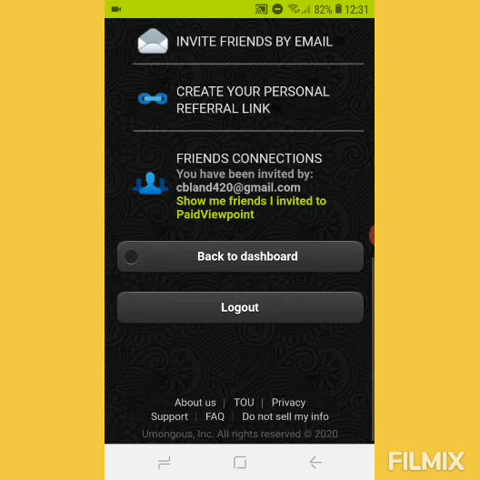 82% 12:31
INVITE FRIENDS BY EMAIL
CREATE YOUR PERSONAL
REFERRAL LINK
FRIENDS CONNECTIONS
You have been invited by:
cbland420@gmail.com
Show me friends I invited to
PaidViewpoint
Back to dashboard
Logout
About us | TOU | Privacy
Support | FAQ | Do not sell my info
Umongous, Inc. All rights reserved © 2020
FILMIX